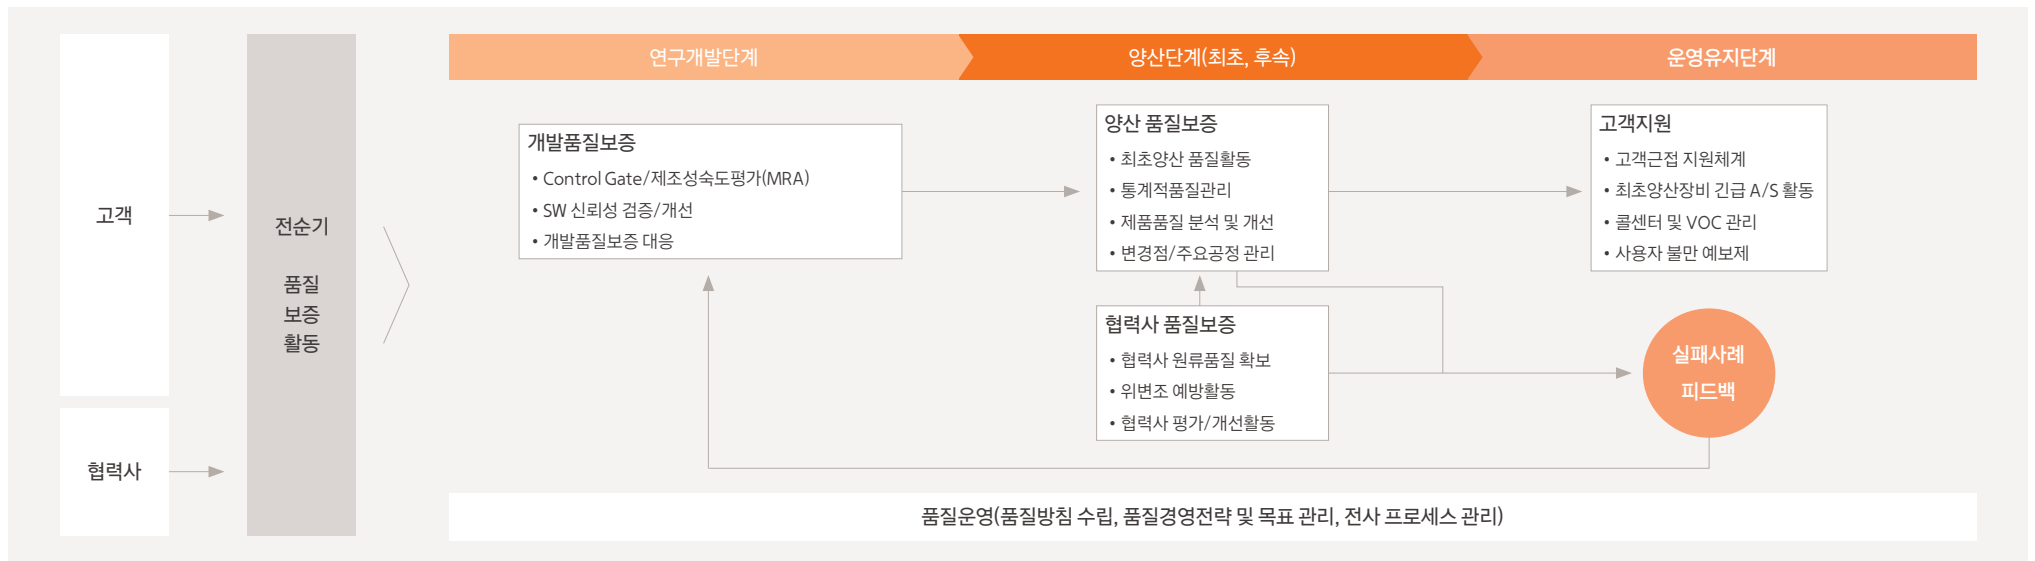 고객
협력사
전순기
품질
보증
활동
연구개발단계
양산단계(최초, 후속)
운영유지단계
개발품질보증
• Control Gate/제조성숙도평가(MRA)
• SW 신뢰성 검증/개선
• 개발품질보증 대응
양산 품질보증
• 최초양산 품질활동
• 통계적품질관리
• 제품품질 분석 및 개선
• 변경점/주요공정 관리
협력사 품질보증
• 협력사 원류품질 확보
• 위변조 예방활동
• 협력사 평가/개선활동
고객지원
• 고객근접 지원체계
• 최초양산장비 긴급 A/S 활동
• 콜센터 및 VOC 관리
• 사용자 불만 예보제
실패사례
피드백
품질운영(품질방침 수립, 품질경영전략 및 목표 관리, 전사 프로세스 관리)